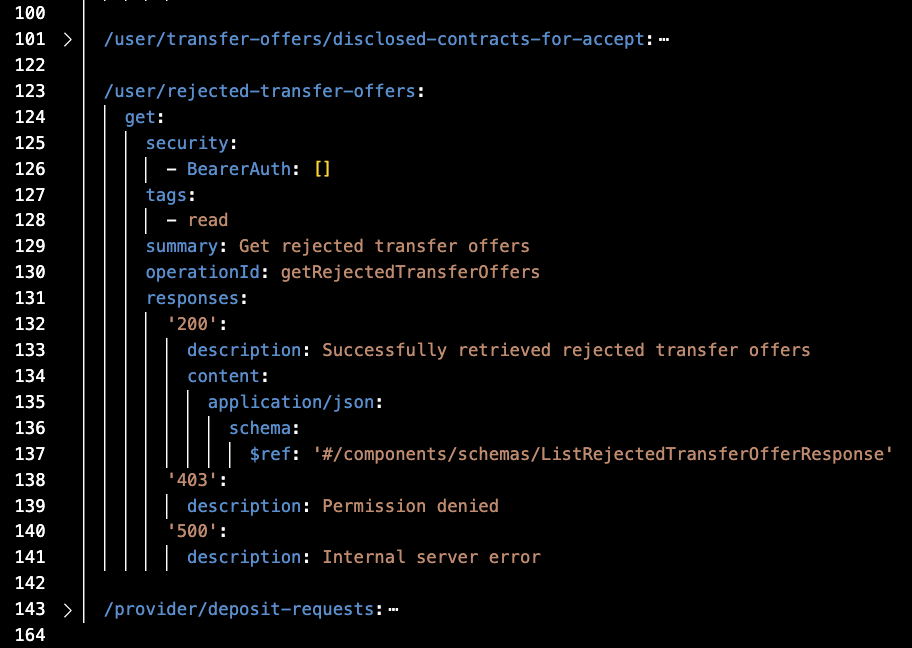 100
101 > /user/transfer-offers/disclosed-contracts-for-accept:⋯
122
123 /user/rejected-transfer-offers:
124 get:
125 security:
126 - BearerAuth: []
127 tags:
128 - read
129 summary: Get rejected transfer offers
130 operationId: getRejectedTransferOffers
131 responses:
132 '200':
133 description: Successfully retrieved rejected transfer offers
134 content:
135 application/json:
136 schema:
137 $ref: '#/components/schemas/ListRejectedTransferOfferResponse'
138 '403':
139 description: Permission denied
140 '500':
141 description: Internal server error
142
143 > /provider/deposit-requests:⋯
164